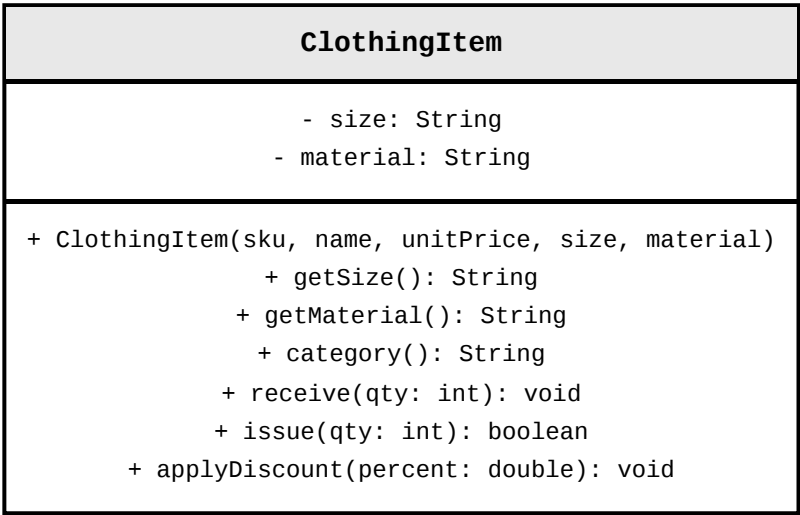 ClothingItem
- size: String
- material: String
+ ClothingItem(sku, name, unitPrice, size, material)
+ getSize(): String
+ getMaterial(): String
+ category(): String
+ receive(qty: int): void
+ issue(qty: int): boolean
+ applyDiscount(percent: double): void